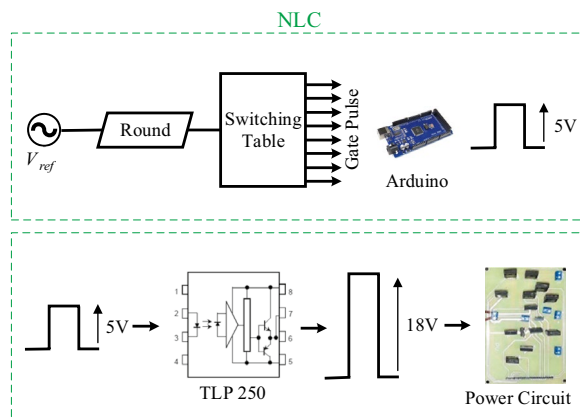 NLC
V_ref
Round
Switching
Table
Gate Pulse
Arduino
5V
5V
1
2
3
4
8
7
6
5
TLP 250
18V
Power Circuit